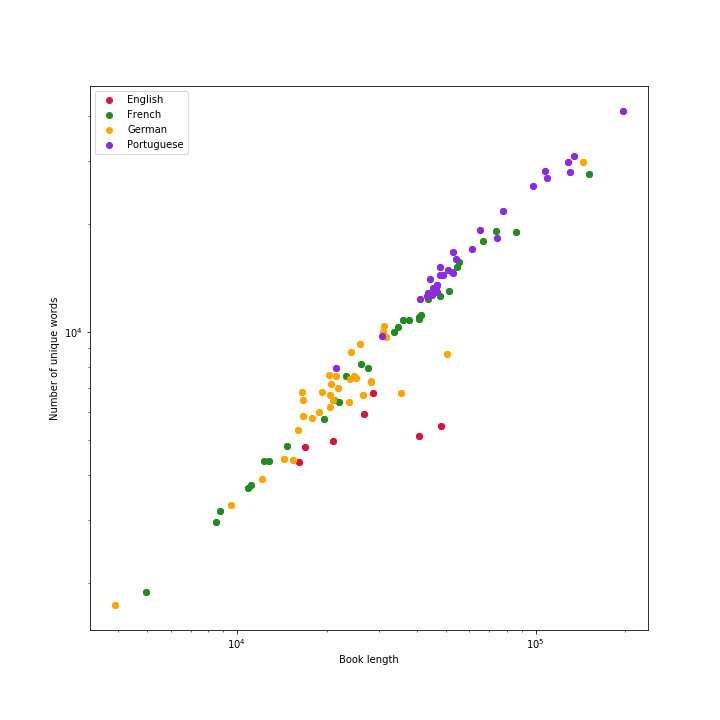 English
French
German
Portuguese
Number of unique words
10⁴
10⁴
10⁵
Book length